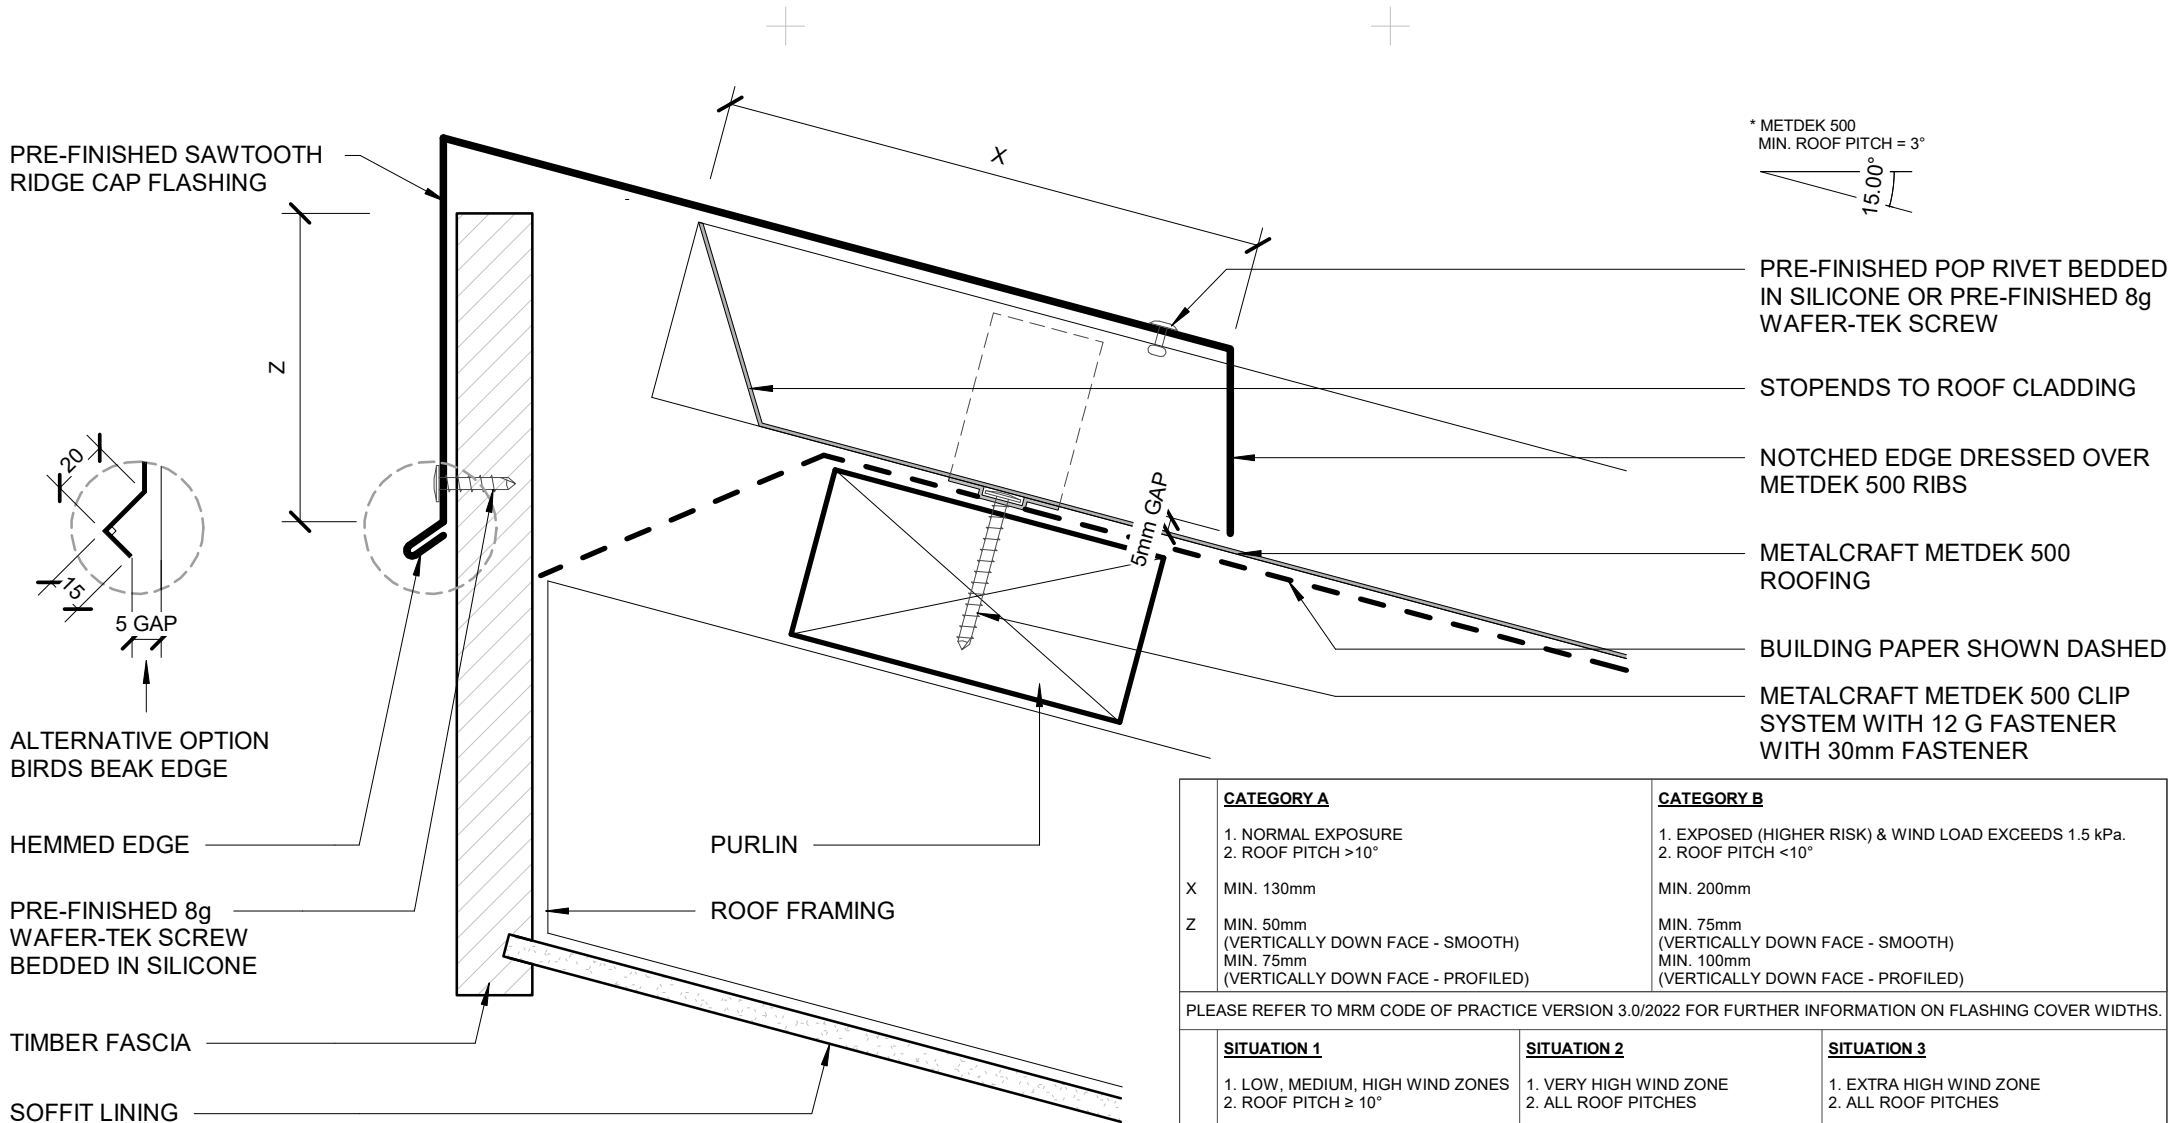 PRE-FINISHED SAWTOOTH
RIDGE CAP FLASHING
X
Z
20
15
5 GAP
ALTERNATIVE OPTION
BIRDS BEAK EDGE
HEMMED EDGE
PRE-FINISHED 8g
WAFER-TEK SCREW
BEDDED IN SILICONE
TIMBER FASCIA
SOFFIT LINING
PURLIN
ROOF FRAMING
5mm GAP
* METDEK 500
MIN. ROOF PITCH = 3°
15.00°
PRE-FINISHED POP RIVET BEDDED
IN SILICONE OR PRE-FINISHED 8g
WAFER-TEK SCREW
STOPENDS TO ROOF CLADDING
NOTCHED EDGE DRESSED OVER
METDEK 500 RIBS
METALCRAFT METDEK 500
ROOFING
BUILDING PAPER SHOWN DASHED
METALCRAFT METDEK 500 CLIP
SYSTEM WITH 12 G FASTENER
WITH 30mm FASTENER
CATEGORY A
1. NORMAL EXPOSURE
2. ROOF PITCH >10°
CATEGORY B
1. EXPOSED (HIGHER RISK) & WIND LOAD EXCEEDS 1.5 kPa.
2. ROOF PITCH <10°
X MIN. 130mm MIN. 200mm
Z MIN. 50mm
(VERTICALLY DOWN FACE - SMOOTH)
MIN. 75mm
(VERTICALLY DOWN FACE - PROFILED)
MIN. 75mm
(VERTICALLY DOWN FACE - SMOOTH)
MIN. 100mm
(VERTICALLY DOWN FACE - PROFILED)
PLEASE REFER TO MRM CODE OF PRACTICE VERSION 3.0/2022 FOR FURTHER INFORMATION ON FLASHING COVER WIDTHS.
SITUATION 1
1. LOW, MEDIUM, HIGH WIND ZONES
2. ROOF PITCH ≥ 10°
SITUATION 2
1. VERY HIGH WIND ZONE
2. ALL ROOF PITCHES
SITUATION 3
1. EXTRA HIGH WIND ZONE
2. ALL ROOF PITCHES